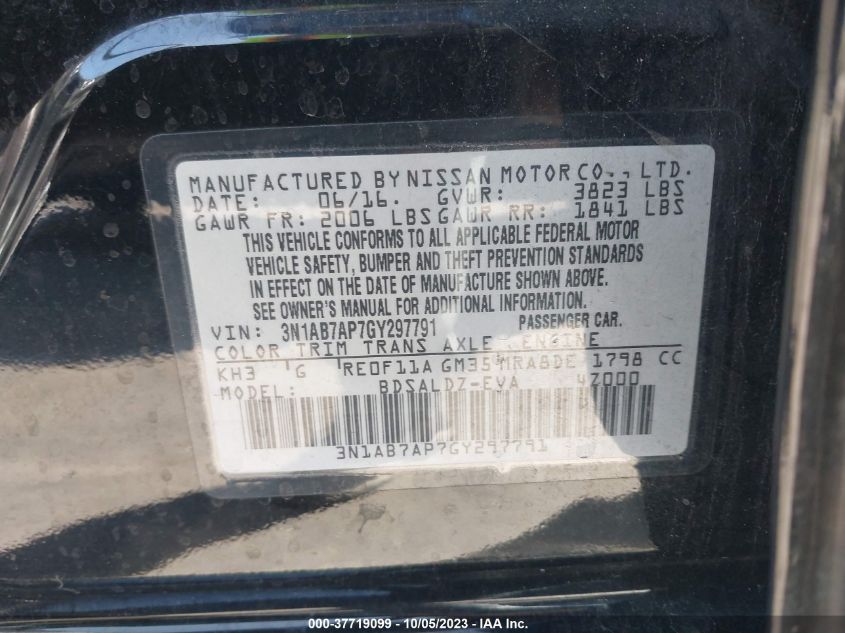 MANUFACTURED BY NISSAN MOTOR CO., LTD.
DATE: 06/16. GVWR: 3823 LBS
GAWR FR: 2006 LBS GAWR RR: 1841 LBS
THIS VEHICLE CONFORMS TO ALL APPLICABLE FEDERAL MOTOR
VEHICLE SAFETY, BUMPER AND THEFT PREVENTION STANDARDS
IN EFFECT ON THE DATE OF MANUFACTURE SHOWN ABOVE.
SEE OWNER'S MANUAL FOR ADDITIONAL INFORMATION.
VIN: 3N1AB7AP7GY297791 PASSENGER CAR.
COLOR TRIM TRANS AXLE ENGINE
KH3 G RE0F11A GM35 MRA8DE 1798 CC
MODEL: BDSALDZ-EVA 4Z000
3N1AB7AP7GY297791
000-37719099 - 10/05/2023 - IAA Inc.